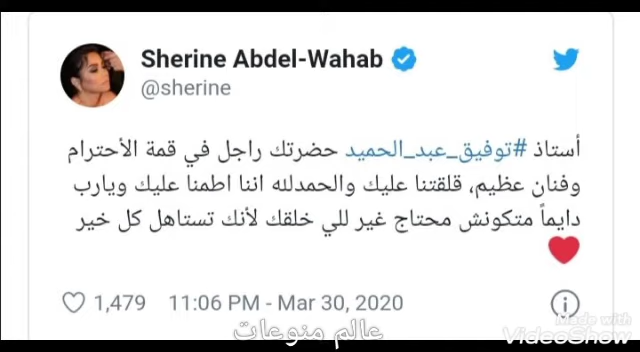 Sherine Abdel-Wahab
@sherine
أستاذ #توفيق_عبد_الحميد حضرتك راجل في قمة الأحترام
وفنان عظيم، قلقتنا عليك والحمدلله اننا اطمنا عليك ويارب
دايماً متكونش محتاج غير للي خلقك لأنك تستاهل كل خير
1,479 11:06 PM - Mar 30, 2020
عالم منوعات
Made with
VideoShow